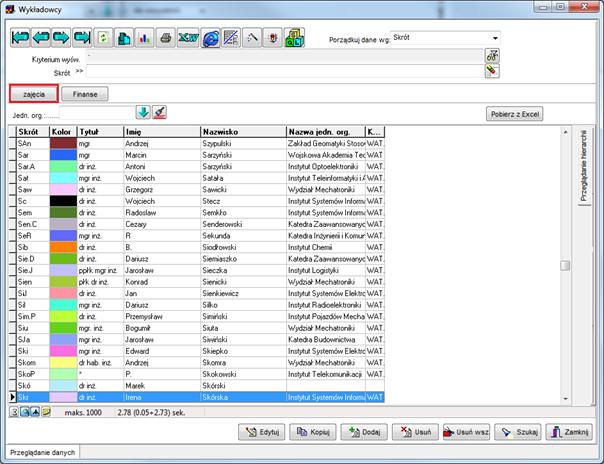 Wykładowcy
Porządkuj dane wg: Skrót
Kryterium wyśw.
Skrót >>
zajęcia Finanse
Jedn. org.:
Pobierz z Excel
Skrót Kolor Tytuł Imię Nazwisko Nazwa jedn. org. K...
SAn mgr Andrzej Szypulski Zakład Geomatyki Stosow WAT.
Sar mgr Marcin Sarzyński Wojskowa Akademia Tec WAT.
Sar.A dr inż. Antoni Sarzyński Instytut Optoelektroniki WAT.
Sat mgr inż. Wojciech Satała Instytut Teleinformatyki i A WAT.
Saw dr inż. Grzegorz Sawicki Wydział Mechatroniki WAT.
Sc dr inż. Wojciech Stecz Instytut Systemów Informa WAT.
Sem dr inż. Radosław Semkło Instytut Systemów Informa WAT.
Sen.C dr inż. Cezary Senderowski Katedra Zaawansowanyc WAT.
SeR mgr inż. R Sekunda Katedra Inżynierii i Komun WAT.
Sib dr inż. B. Siodłowski Instytut Chemii WAT.
Sie.D dr inż. Dariusz Siemiaszko Katedra Zaawansowanyc WAT.
Sie.J ppłk mgr inż. Jarosław Sieczka Instytut Logistyki WAT.
Sien płk dr inż. Konrad Sienicki Wydział Mechatroniki WAT.
SiJ dr inż. Jan Sienkiewicz Instytut Systemów Elektro WAT.
Sil mgr inż. Dariusz Silko Instytut Radioelektroniki WAT.
Sim.P dr inż. Przemysław Simiński Instytut Pojazdów Mecha WAT.
Siu mgr. inż. Bogumił Siuta Wydział Mechatroniki WAT.
SJa mgr inż. Jarosław Siwiński Katedra Budownictwa WAT.
Ski mgr inż. Edward Skiepko Instytut Systemów Elektro WAT.
Skom dr hab. inż. Andrzej Skomra Wydział Mechatroniki WAT.
SkoP * P. Skokowski Instytut Telekomunikacji WAT.
Skó dr inż. Marek Skórski
Skr dr inż. Irena Skórska Instytut Systemów Informa WAT
Przeglądanie hierarchii
maks. 1000 2.78 (0.05+2.73) sek.
Edytuj Kopiuj Dodaj Usuń Usuń wsz. Szukaj Zamknij
Przeglądanie danych